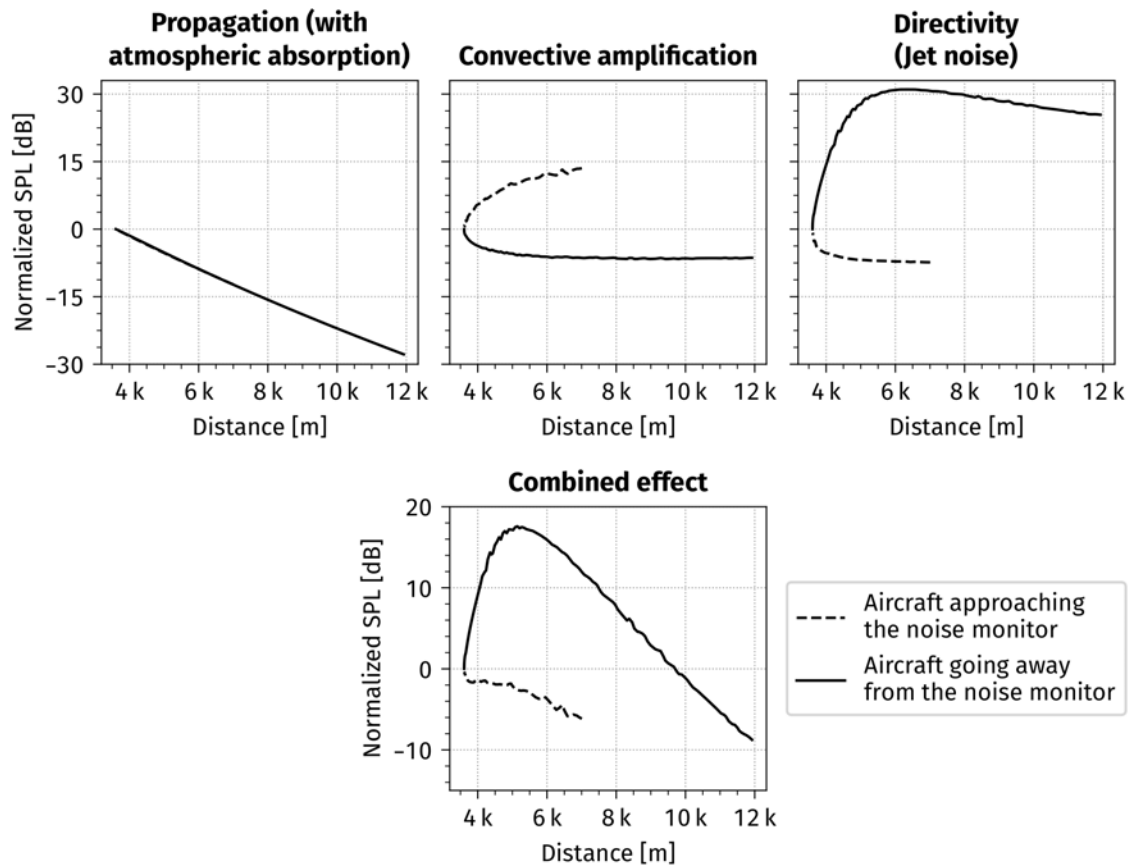 Propagation (with
atmospheric absorption)
Convective amplification
Directivity
(Jet noise)
Normalized SPL [dB]
30
15
0
−15
−30
4 k 6 k 8 k 10 k 12 k
4 k 6 k 8 k 10 k 12 k
4 k 6 k 8 k 10 k 12 k
Distance [m]
Distance [m]
Distance [m]
Combined effect
Normalized SPL [dB]
20
10
0
−10
4 k 6 k 8 k 10 k 12 k
Distance [m]
Aircraft approaching
the noise monitor
Aircraft going away
from the noise monitor